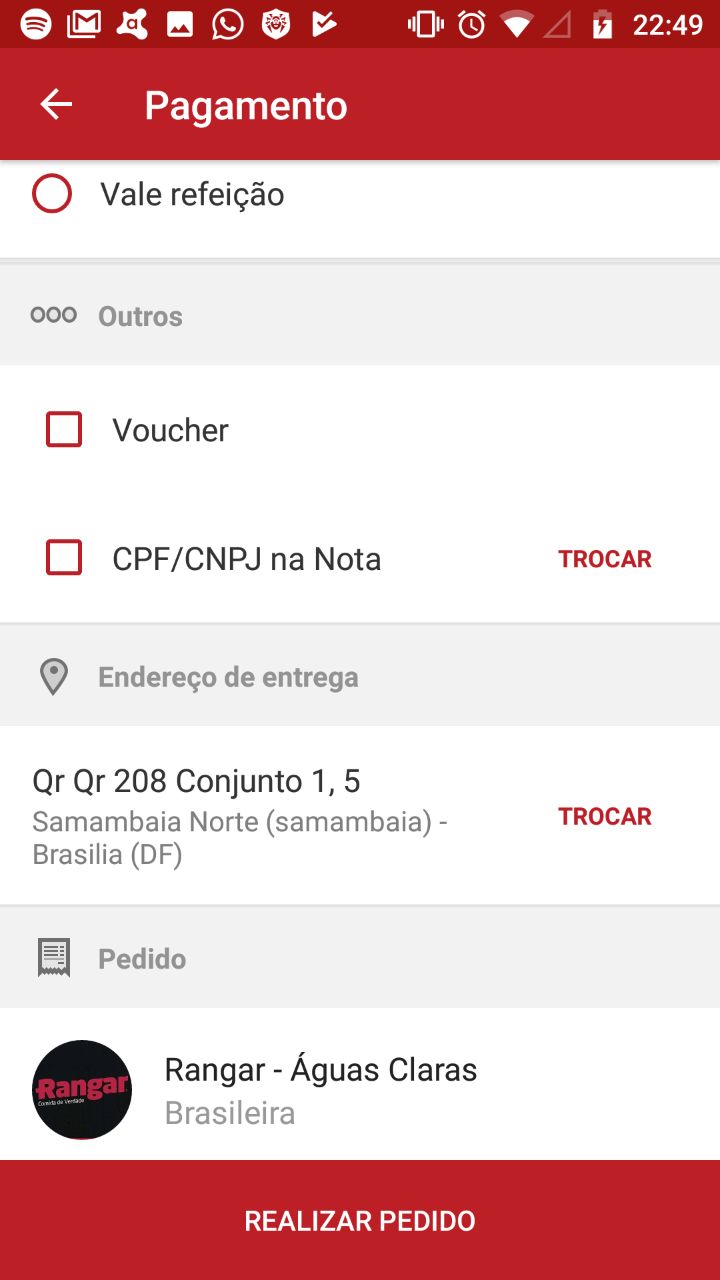 22:49
Pagamento
Vale refeição
Outros
Voucher
CPF/CNPJ na Nota
TROCAR
Endereço de entrega
Qr Qr 208 Conjunto 1, 5
Samambaia Norte (samambaia) -
Brasilia (DF)
TROCAR
Pedido
Rangar
Comida de Verdade
Rangar - Águas Claras
Brasileira
REALIZAR PEDIDO